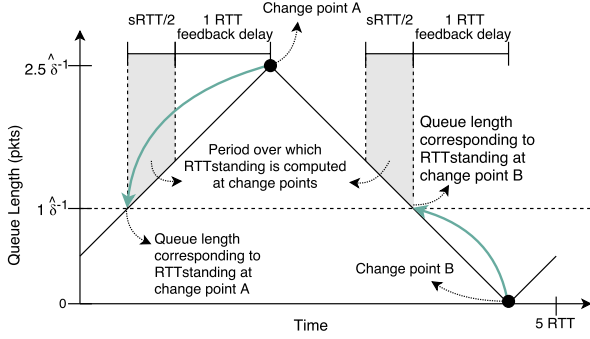 Change point A
sRTT/2
1 RTT
feedback delay
sRTT/2
1 RTT
feedback delay
2.5 δ̂⁻¹
Queue length
corresponding to
RTTstanding at
change point B
Period over which
RTTstanding is computed
at change points
Queue Length (pkts)
1 δ̂⁻¹
Queue length
corresponding to
RTTstanding at
change point A
Change point B
0
Time
5 RTT